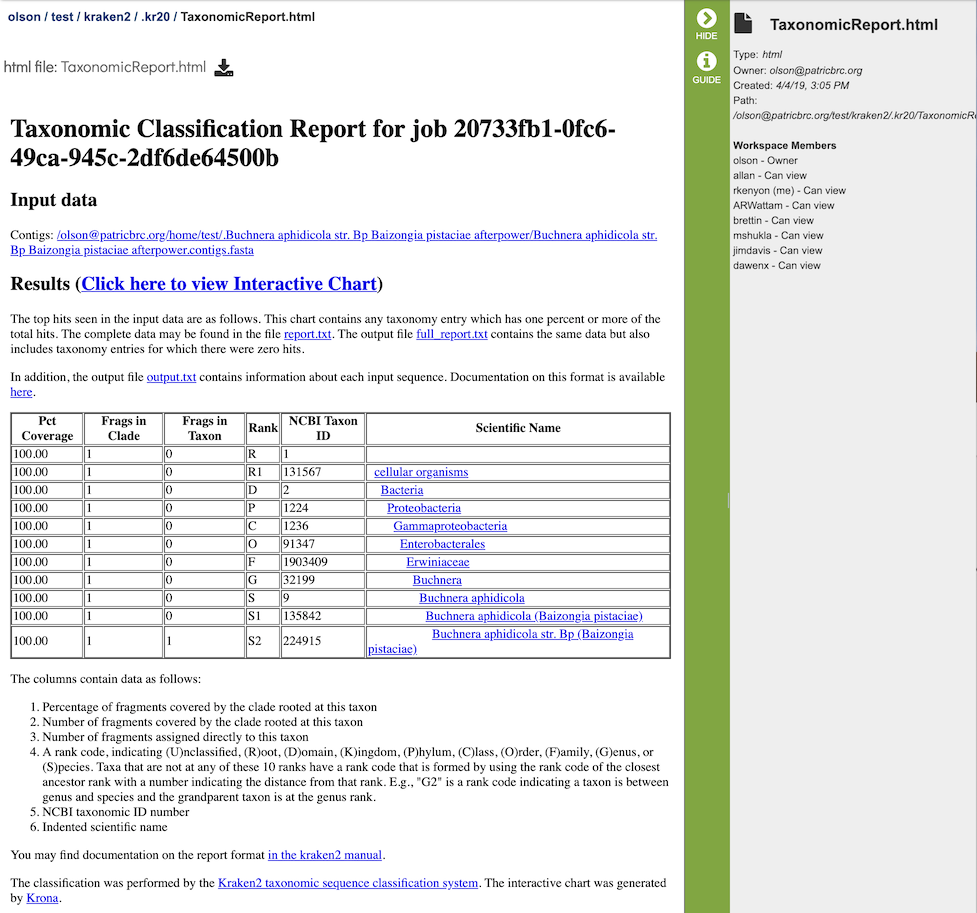 olson / test / kraken2 / .kr20 / TaxonomicReport.html
html file: TaxonomicReport.html
Taxonomic Classification Report for job 20733fb1-0fc6-
49ca-945c-2df6de64500b
Input data
Contigs: /olson@patricbrc.org/home/test/.Buchnera aphidicola str. Bp Baizongia pistaciae afterpower/Buchnera aphidicola str.
Bp Baizongia pistaciae afterpower.contigs.fasta
Results (Click here to view Interactive Chart)
The top hits seen in the input data are as follows. This chart contains any taxonomy entry which has one percent or more of the
total hits. The complete data may be found in the file report.txt. The output file full_report.txt contains the same data but also
includes taxonomy entries for which there were zero hits.
In addition, the output file output.txt contains information about each input sequence. Documentation on this format is available
here.
Pct Coverage Frags in Clade Frags in Taxon Rank NCBI Taxon ID Scientific Name
100.00 1 0 R 1
100.00 1 0 R1 131567 cellular organisms
100.00 1 0 D 2 Bacteria
100.00 1 0 P 1224 Proteobacteria
100.00 1 0 C 1236 Gammaproteobacteria
100.00 1 0 O 91347 Enterobacterales
100.00 1 0 F 1903409 Erwiniaceae
100.00 1 0 G 32199 Buchnera
100.00 1 0 S 9 Buchnera aphidicola
100.00 1 0 S1 135842 Buchnera aphidicola (Baizongia pistaciae)
100.00 1 1 S2 224915 Buchnera aphidicola str. Bp (Baizongia
pistaciae)
The columns contain data as follows:
1. Percentage of fragments covered by the clade rooted at this taxon
2. Number of fragments covered by the clade rooted at this taxon
3. Number of fragments assigned directly to this taxon
4. A rank code, indicating (U)nclassified, (R)oot, (D)omain, (K)ingdom, (P)hylum, (C)lass, (O)rder, (F)amily, (G)enus, or
(S)pecies. Taxa that are not at any of these 10 ranks have a rank code that is formed by using the rank code of the closest
ancestor rank with a number indicating the distance from that rank. E.g., "G2" is a rank code indicating a taxon is between
genus and species and the grandparent taxon is at the genus rank.
5. NCBI taxonomic ID number
6. Indented scientific name
You may find documentation on the report format in the kraken2 manual.
The classification was performed by the Kraken2 taxonomic sequence classification system. The interactive chart was generated
by Krona.
HIDE
GUIDE
TaxonomicReport.html
Type: html
Owner: olson@patricbrc.org
Created: 4/4/19, 3:05 PM
Path:
/olson@patricbrc.org/test/kraken2/.kr20/TaxonomicRe
Workspace Members
olson - Owner
allan - Can view
rkenyon (me) - Can view
ARWattam - Can view
brettin - Can view
mshukla - Can view
jimdavis - Can view
dawenx - Can view